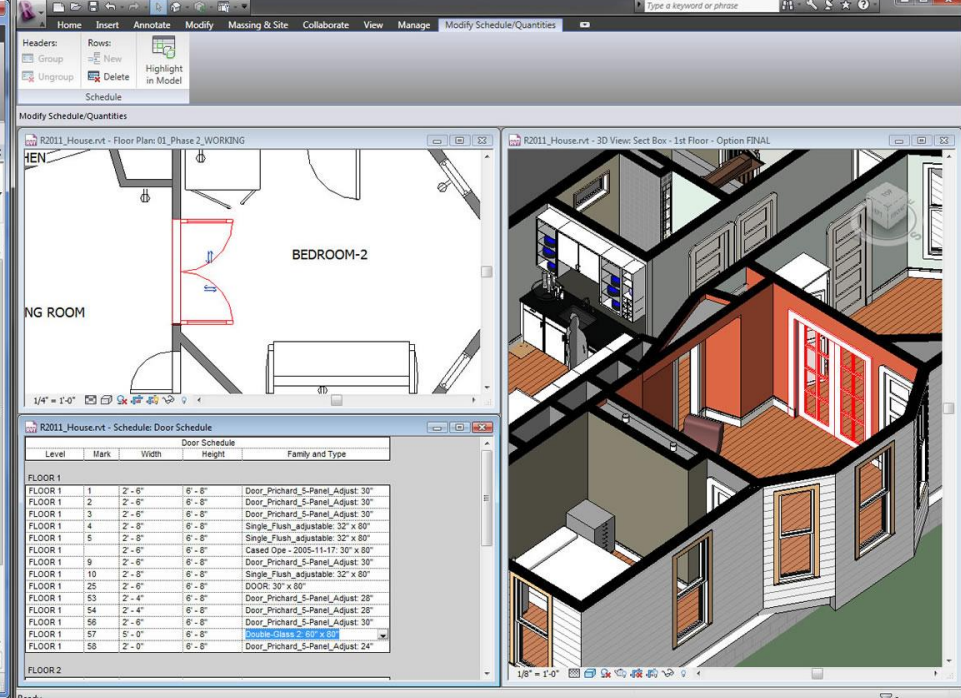 Type a keyword or phrase
Home Insert Annotate Modify Massing & Site Collaborate View Manage Modify Schedule/Quantities
Headers: Rows:
Group New
Ungroup Delete
Highlight in Model
Schedule
Modify Schedule/Quantities
R2011_House.rvt - Floor Plan: 01_Phase 2_WORKING
HEN
BEDROOM-2
NG ROOM
1/4" = 1'-0"
R2011_House.rvt - 3D View: Sect Box - 1st Floor - Option FINAL
1/8" = 1'-0"
R2011_House.rvt - Schedule: Door Schedule
Door Schedule
Level Mark Width Height Family and Type
FLOOR 1
FLOOR 1 1 2' - 6" 6' - 8" Door_Prichard_5-Panel_Adjust: 30"
FLOOR 1 2 2' - 6" 6' - 8" Door_Prichard_5-Panel_Adjust: 30"
FLOOR 1 3 2' - 6" 6' - 8" Door_Prichard_5-Panel_Adjust: 30"
FLOOR 1 4 2' - 8" 6' - 8" Single_Flush_adjustable: 32" x 80"
FLOOR 1 5 2' - 8" 6' - 8" Single_Flush_adjustable: 32" x 80"
FLOOR 1 2' - 6" 6' - 8" Cased Ope - 2005-11-17: 30" x 80"
FLOOR 1 9 2' - 6" 6' - 8" Door_Prichard_5-Panel_Adjust: 30"
FLOOR 1 10 2' - 8" 6' - 8" Single_Flush_adjustable: 32" x 80"
FLOOR 1 25 2' - 6" 6' - 8" DOOR: 30" x 80"
FLOOR 1 53 2' - 4" 6' - 8" Door_Prichard_5-Panel_Adjust: 28"
FLOOR 1 54 2' - 4" 6' - 8" Door_Prichard_5-Panel_Adjust: 28"
FLOOR 1 56 2' - 6" 6' - 8" Door_Prichard_5-Panel_Adjust: 30"
FLOOR 1 57 5' - 0" 6' - 8" Double-Glass 2: 60" x 80"
FLOOR 1 58 2' - 0" 6' - 8" Door_Prichard_5-Panel_Adjust: 24"
FLOOR 2